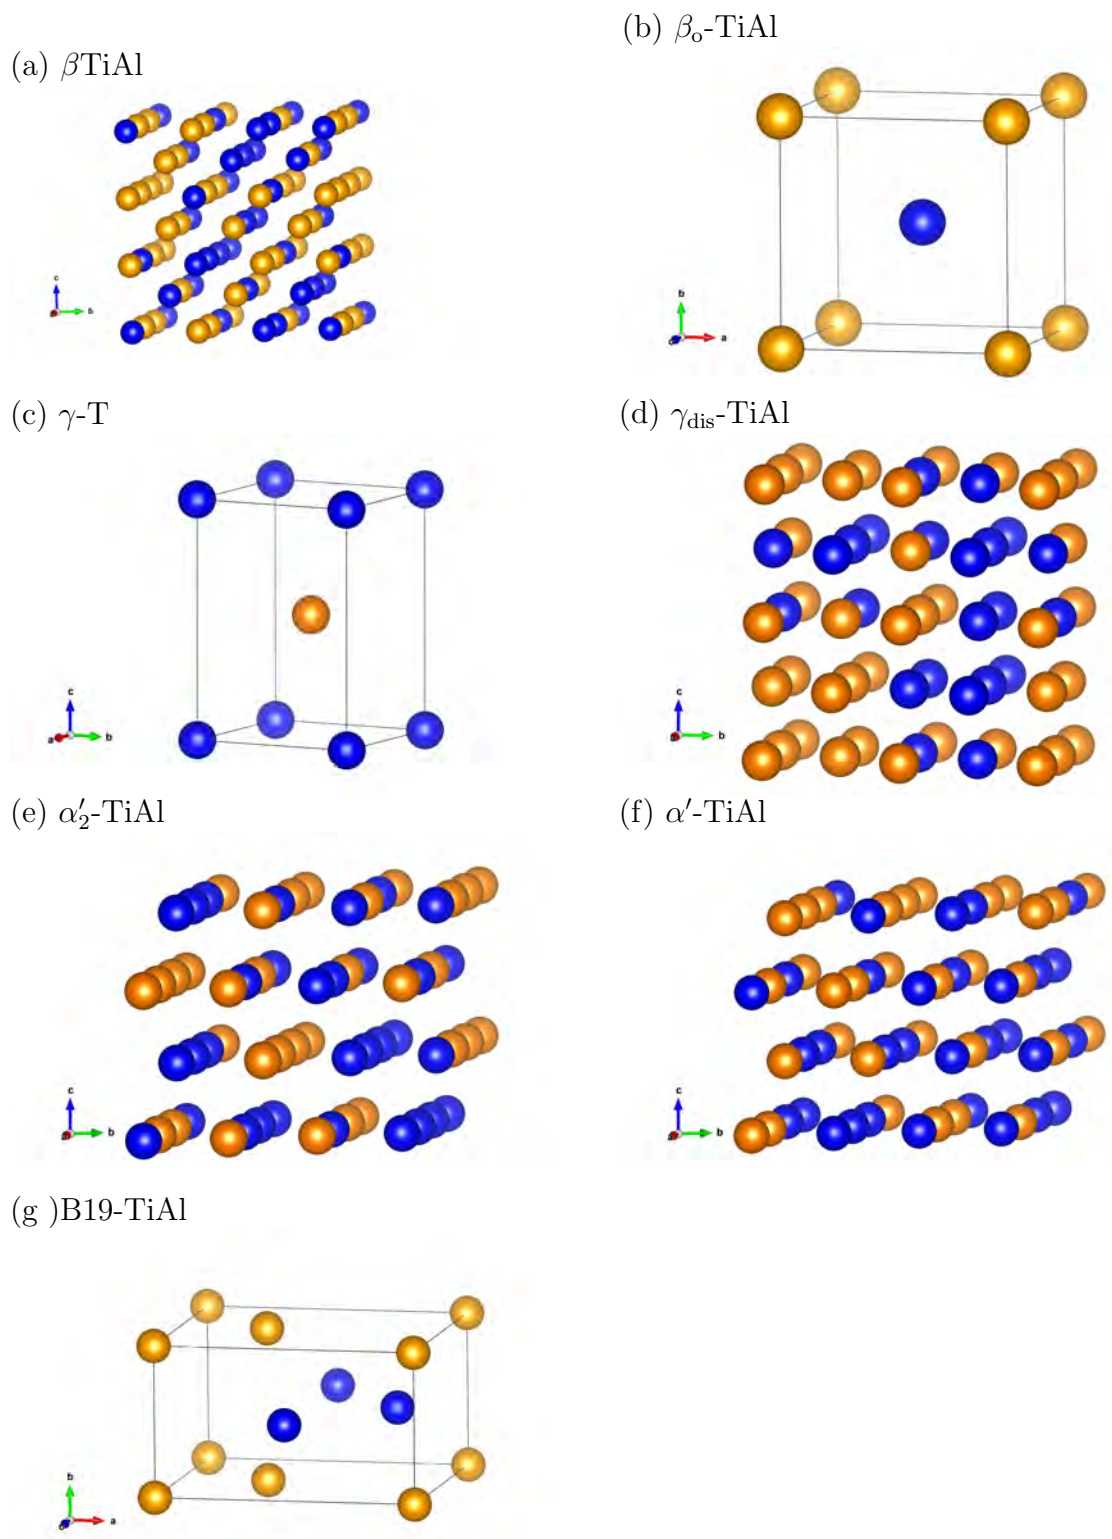 (a) βTiAl
(b) βₒ-TiAl
c
a
b
b
a
c
(c) γ-T
(d) γdis-TiAl
c
a
b
c
a
b
(e) α′₂-TiAl
(f) α′-TiAl
c
a
b
c
a
b
(g )B19-TiAl
b
a
c